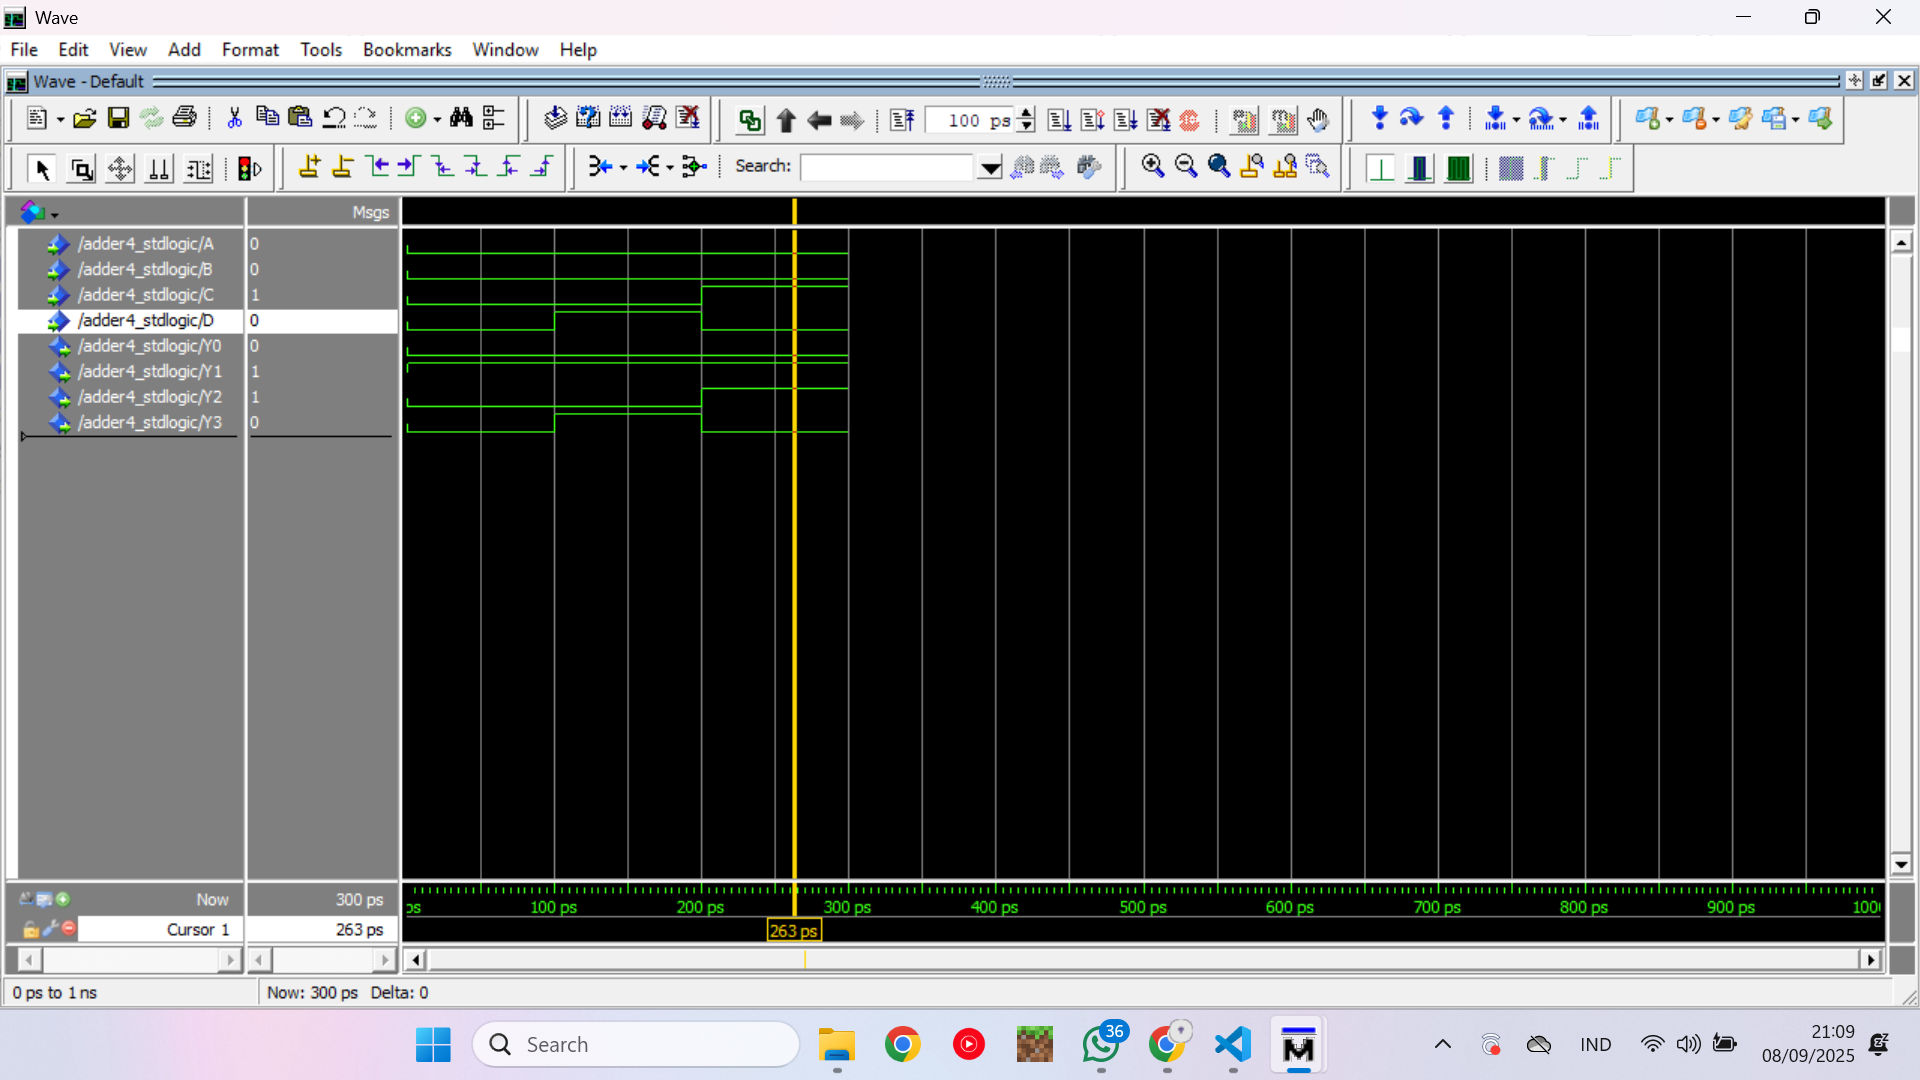 Wave
File Edit View Add Format Tools Bookmarks Window Help
Wave - Default
100 ps
Search:
Msgs
/adder4_stdlogic/A 0
/adder4_stdlogic/B 0
/adder4_stdlogic/C 1
/adder4_stdlogic/D 0
/adder4_stdlogic/Y0 0
/adder4_stdlogic/Y1 1
/adder4_stdlogic/Y2 1
/adder4_stdlogic/Y3 0
Now 300 ps
ps 100 ps 200 ps 300 ps 400 ps 500 ps 600 ps 700 ps 800 ps 900 ps 100
Cursor 1 263 ps
263 ps
0 ps to 1 ns Now: 300 ps Delta: 0
Search
36
IND
21:09
08/09/2025